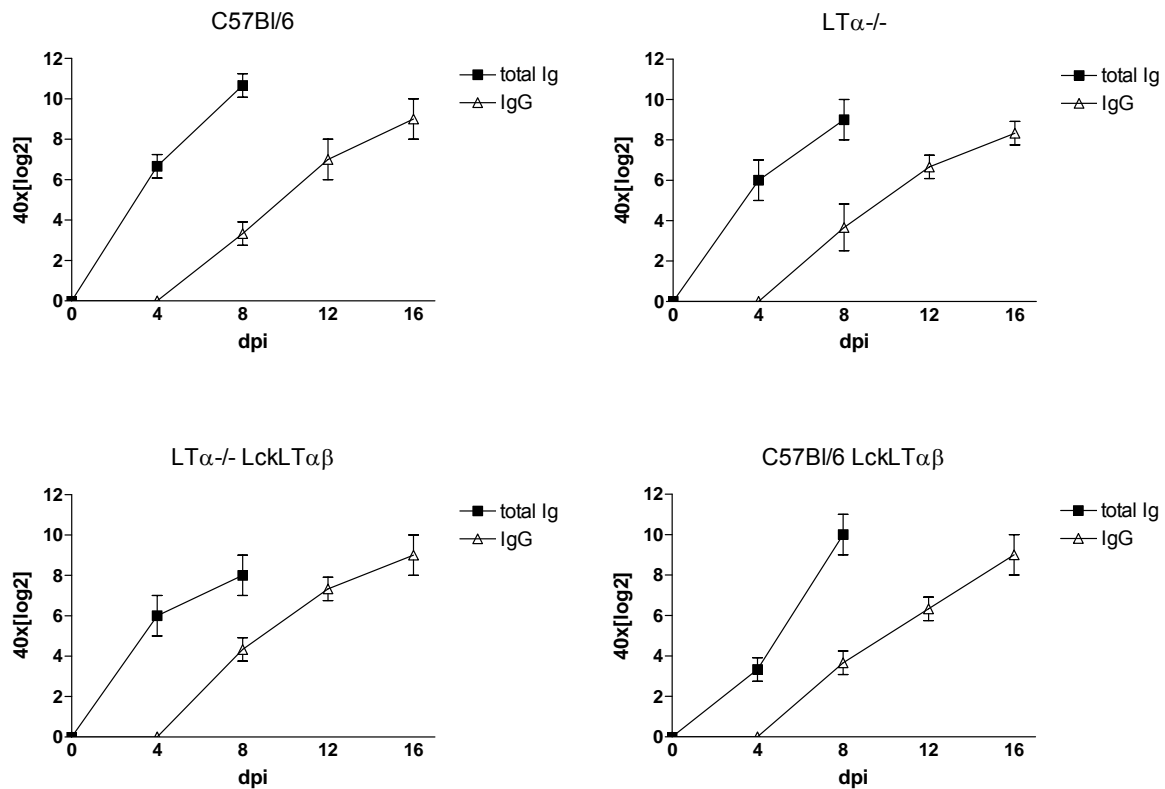 C57Bl/6
12
10
8
6
4
2
0
40x[log2]
0 4 8 12 16
dpi
total Ig
IgG
LTα-/-
12
10
8
6
4
2
0
40x[log2]
0 4 8 12 16
dpi
total Ig
IgG
LTα-/- LckLTαβ
12
10
8
6
4
2
0
40x[log2]
0 4 8 12 16
dpi
total Ig
IgG
C57Bl/6 LckLTαβ
12
10
8
6
4
2
0
40x[log2]
0 4 8 12 16
dpi
total Ig
IgG